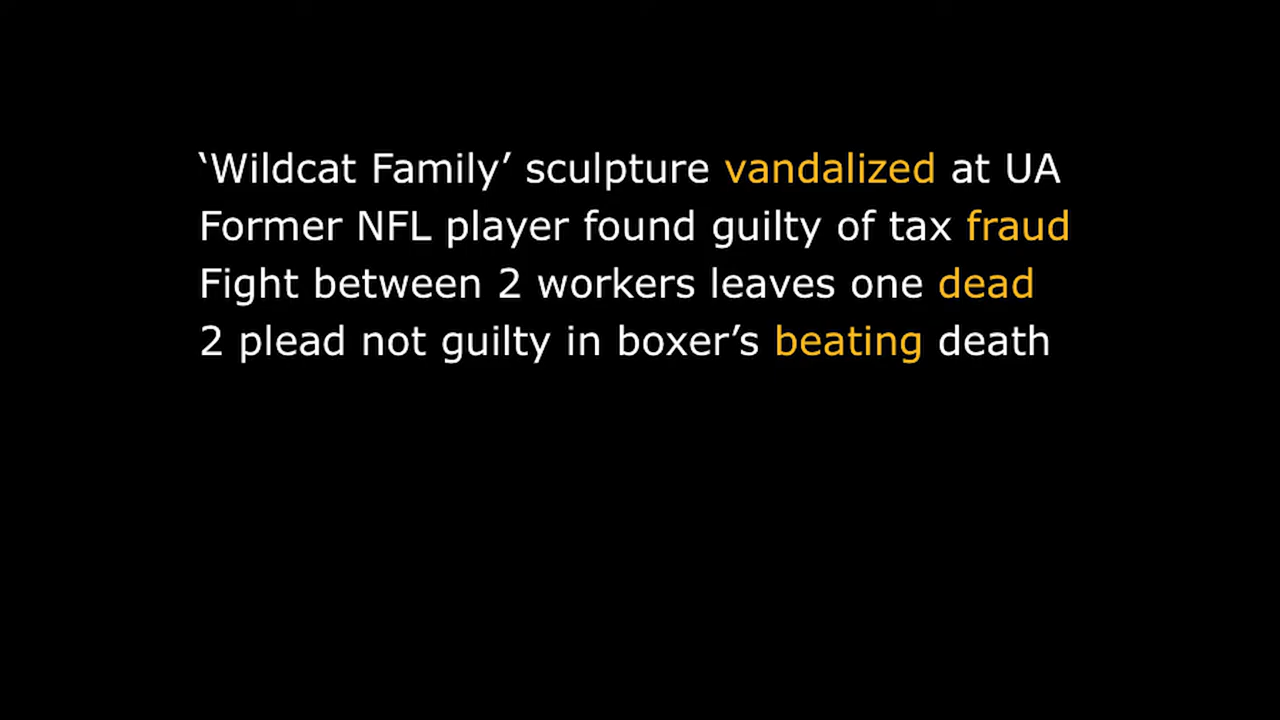 ‘Wildcat Family’ sculpture vandalized at UA
Former NFL player found guilty of tax fraud
Fight between 2 workers leaves one dead
2 plead not guilty in boxer’s beating death